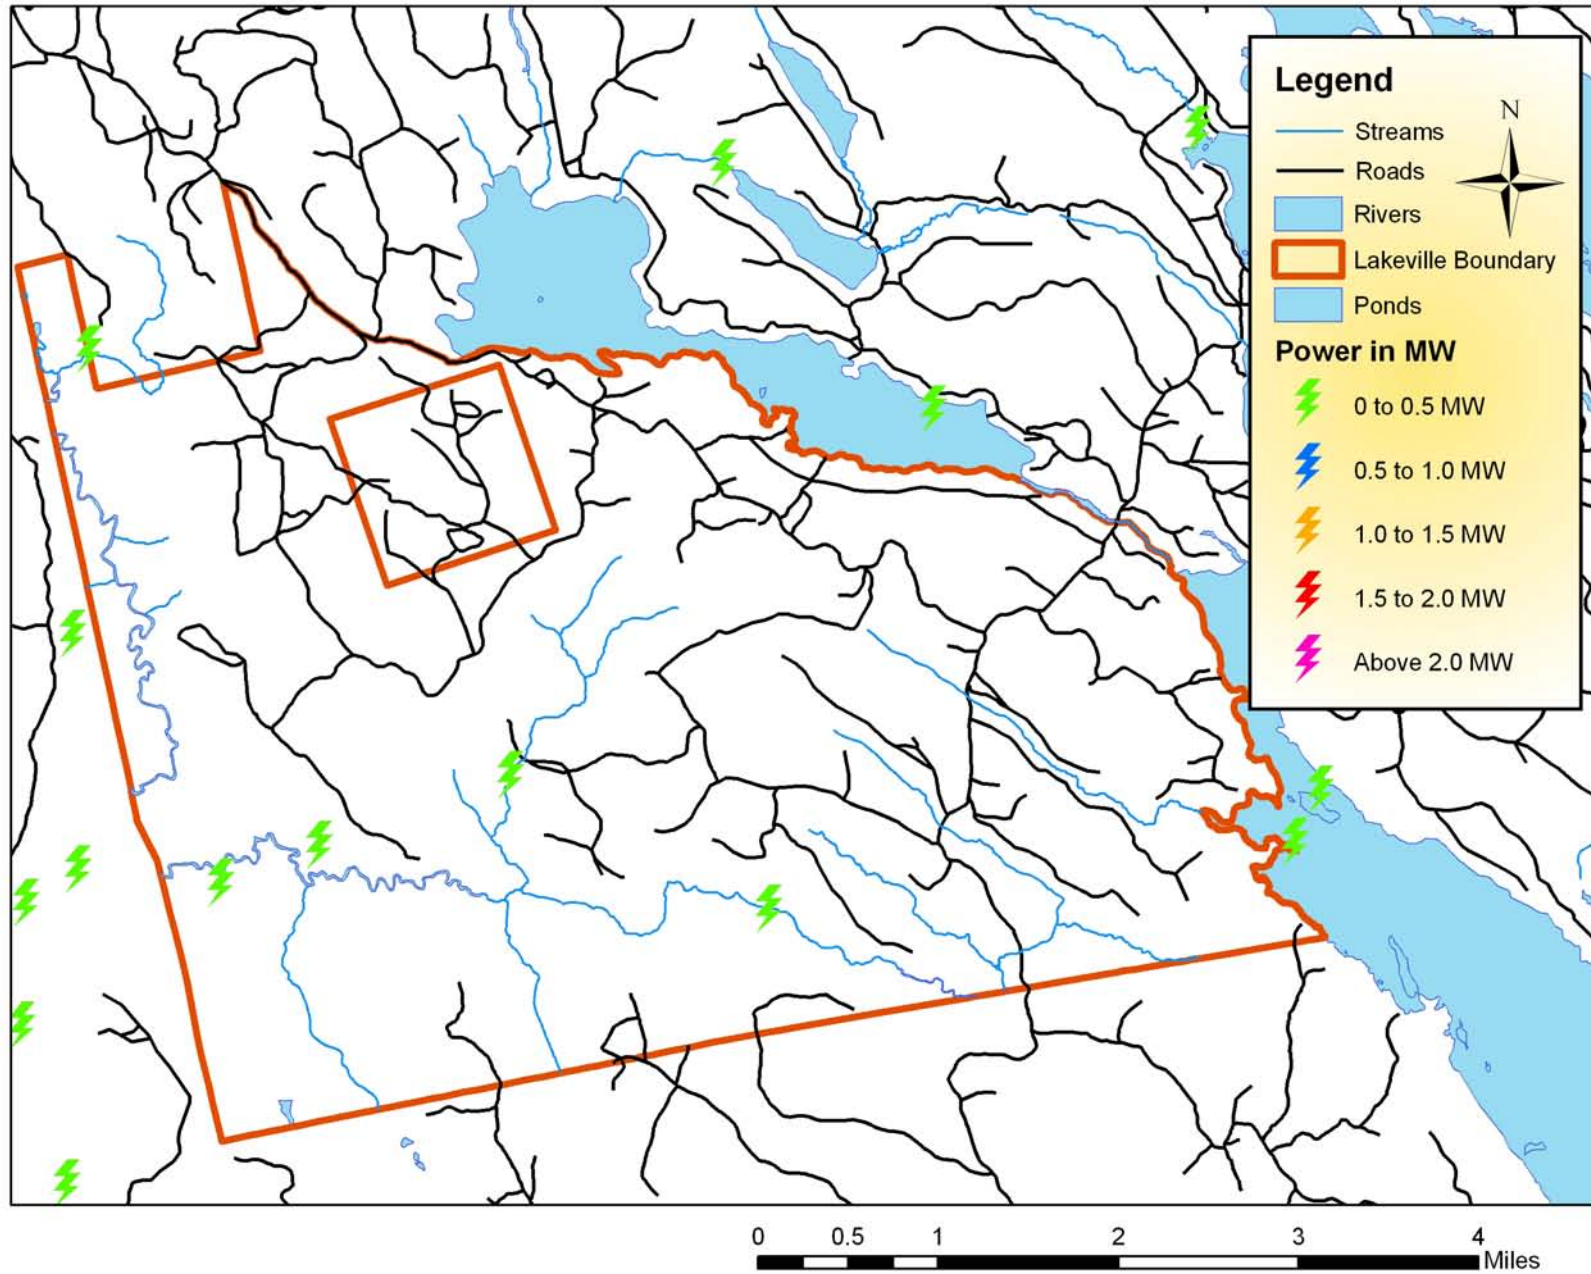 Legend
N
Streams
Roads
Rivers
Lakeville Boundary
Ponds
Power in MW
0 to 0.5 MW
0.5 to 1.0 MW
1.0 to 1.5 MW
1.5 to 2.0 MW
Above 2.0 MW
0 0.5 1 2 3 4
Miles